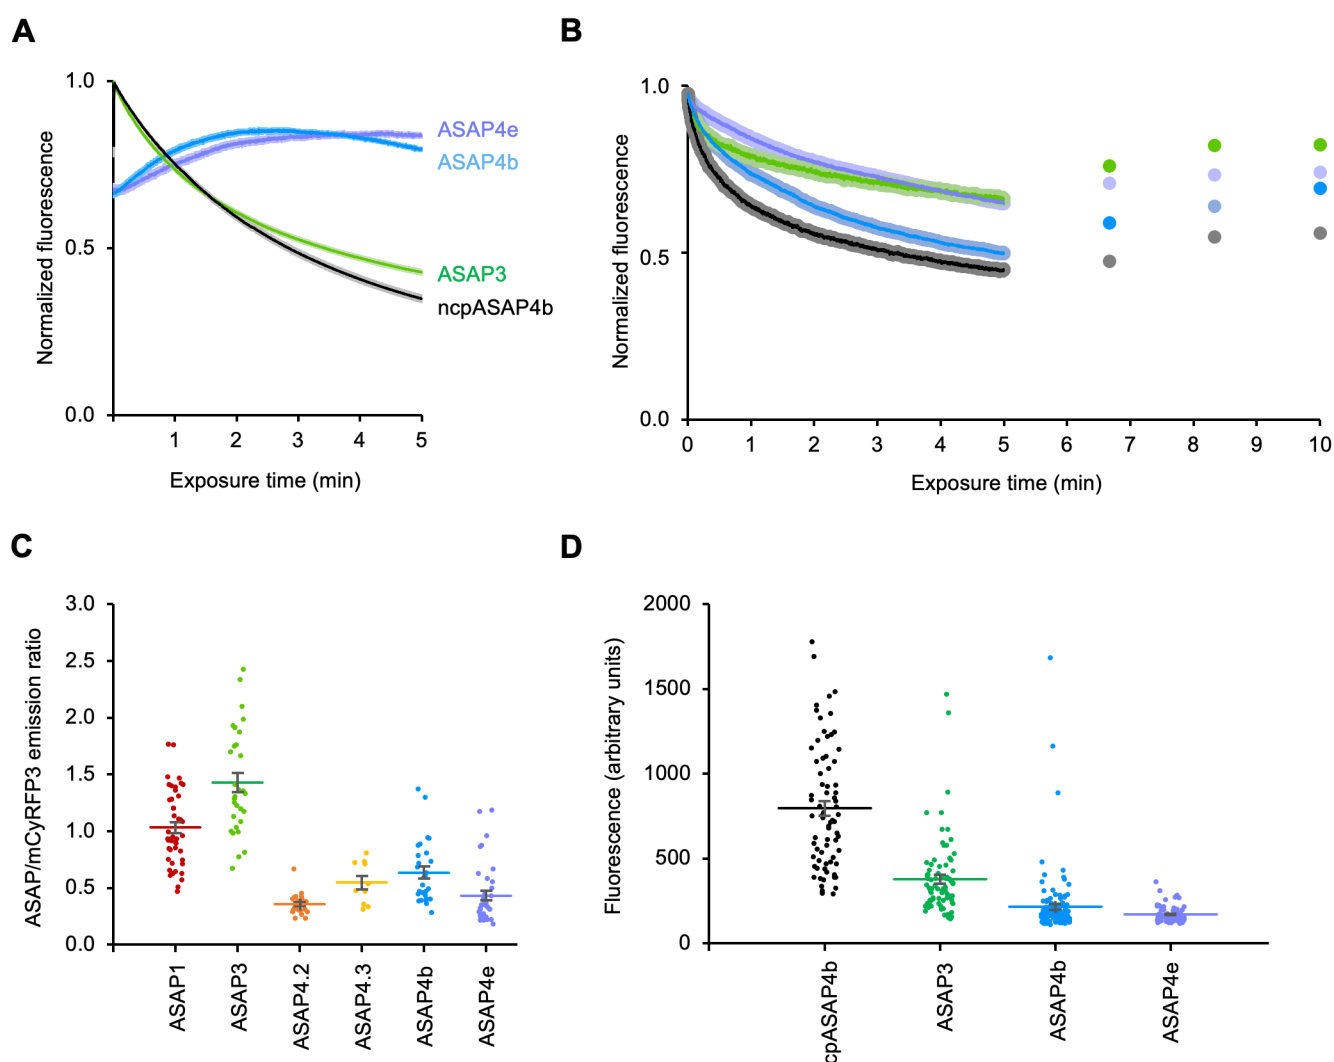 A
B
1.0
0.5
0.0
Normalized fluorescence
ASAP4e
ASAP4b
ASAP3
ncpASAP4b
1 2 3 4 5
Exposure time (min)
1.0
0.5
0.0
Normalized fluorescence
0 1 2 3 4 5 6 7 8 9 10
Exposure time (min)
C
D
3.0
2.5
2.0
1.5
1.0
0.5
0.0
ASAP/mCyRFP3 emission ratio
ASAP1
ASAP3
ASAP4.2
ASAP4.3
ASAP4b
ASAP4e
2000
1500
1000
500
0
Fluorescence (arbitrary units)
cpASAP4b
ASAP3
ASAP4b
ASAP4e